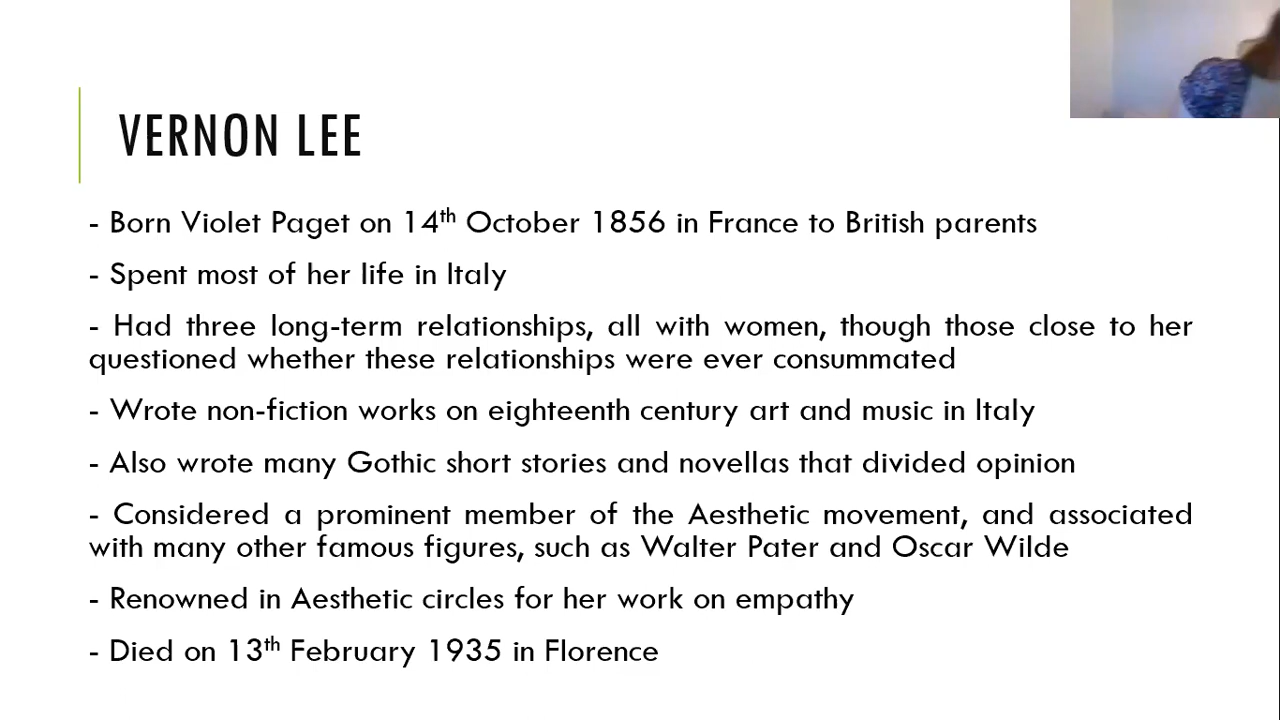 VERNON LEE
- Born Violet Paget on 14th October 1856 in France to British parents
- Spent most of her life in Italy
- Had three long-term relationships, all with women, though those close to her
questioned whether these relationships were ever consummated
- Wrote non-fiction works on eighteenth century art and music in Italy
- Also wrote many Gothic short stories and novellas that divided opinion
- Considered a prominent member of the Aesthetic movement, and associated
with many other famous figures, such as Walter Pater and Oscar Wilde
- Renowned in Aesthetic circles for her work on empathy
- Died on 13th February 1935 in Florence